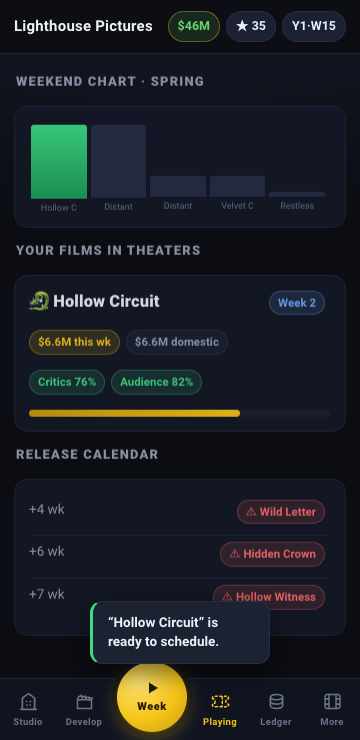 Lighthouse Pictures $46M ★ 35 Y1·W15
WEEKEND CHART · SPRING
Hollow C Distant Distant Velvet C Restless
YOUR FILMS IN THEATERS
Hollow Circuit Week 2
$6.6M this wk $6.6M domestic
Critics 76% Audience 82%
RELEASE CALENDAR
+4 wk ⚠ Wild Letter
+6 wk ⚠ Hidden Crown
+7 wk ⚠ Hollow Witness
“Hollow Circuit” is
ready to schedule.
Studio Develop Week Playing Ledger More